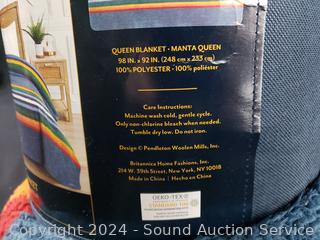 QUEEN BLANKET • MANTA QUEEN
98 IN. x 92 IN. (248 cm x 233 cm)
100% POLYESTER • 100% poliéster
Care Instructions:
Machine wash cold, gentle cycle.
Only non-chlorine bleach when needed.
Tumble dry low. Do not iron.
Design © Pendleton Woolen Mills, Inc.
Britannica Home Fashions, Inc.
214 W. 39th Street, New York, NY 10018
Made in China | Hecho en China
OEKO-TEX®
STANDARD 100
Copyright 2024 - Sound Auction Service